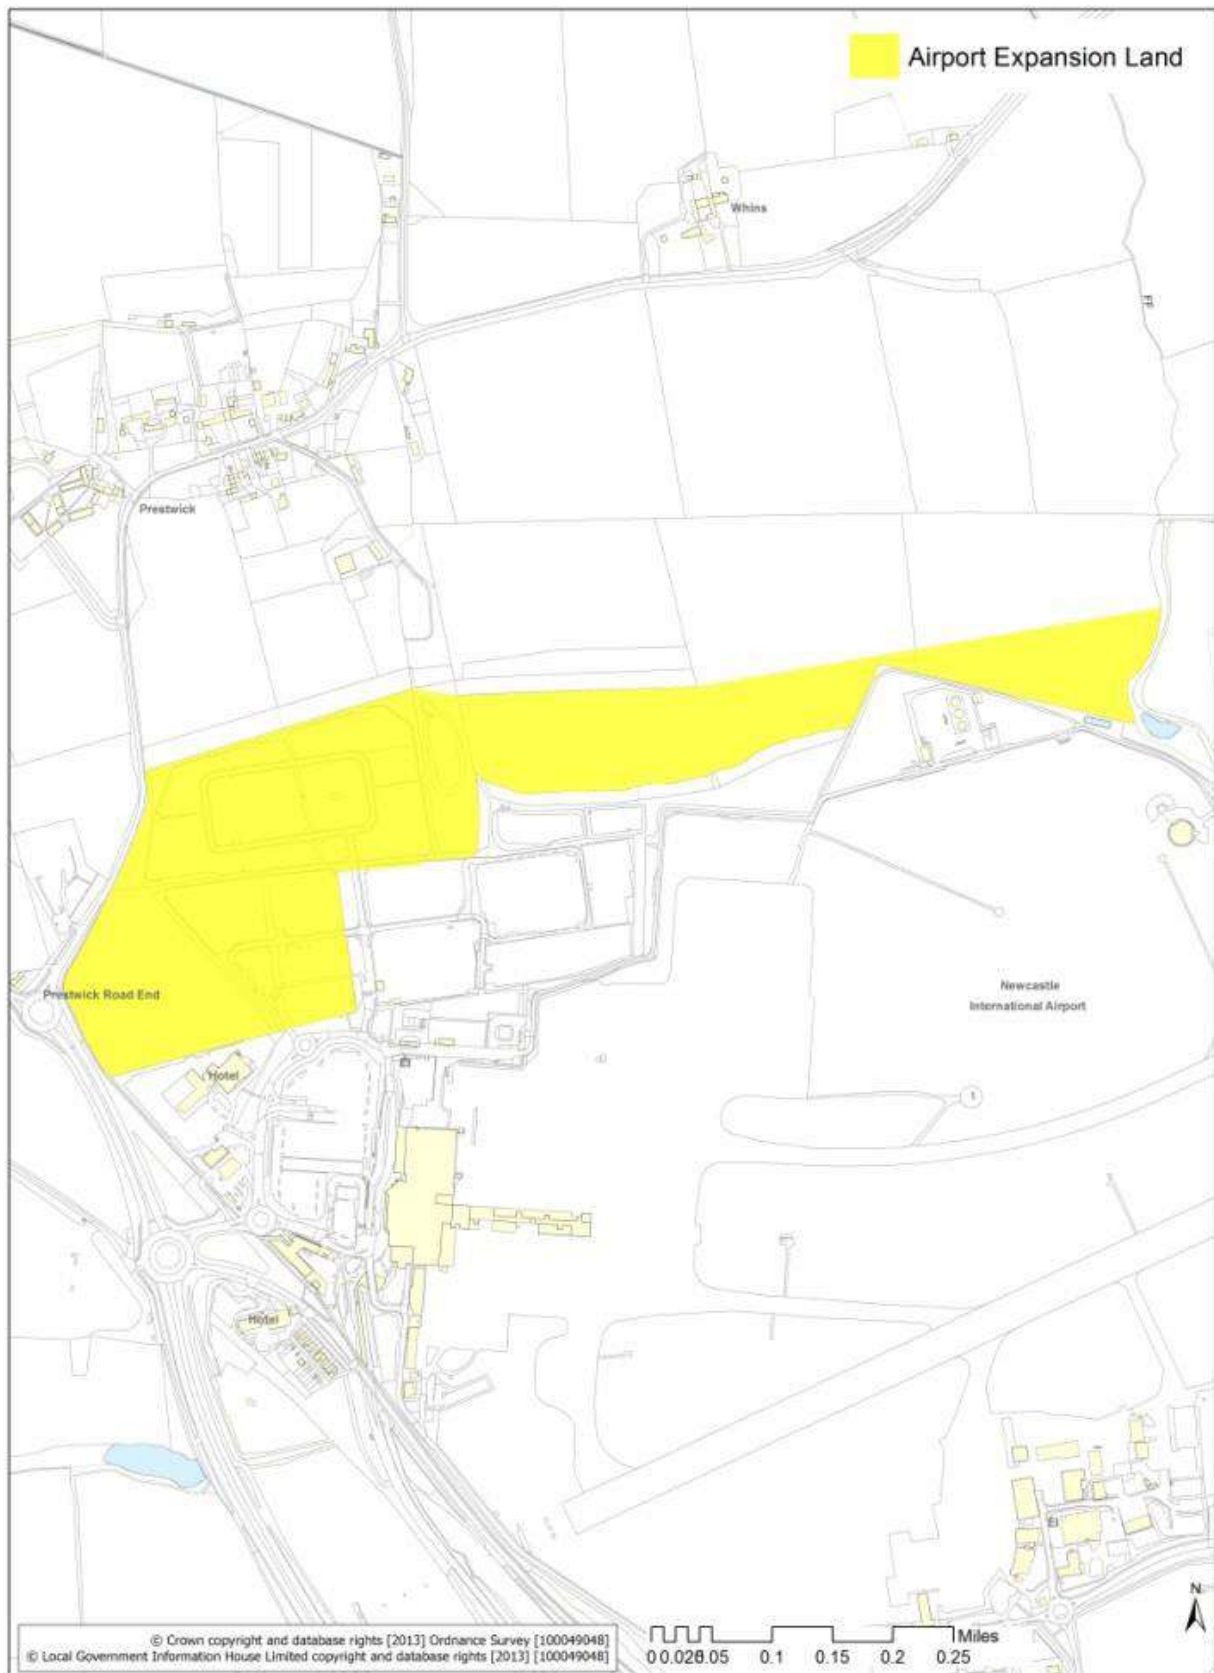 Airport Expansion Land
Whins
FF
Prestwick
Newcastle
International Airport
Prestwick Road End
Hotel
1
Hotel
N
© Crown copyright and database rights [2013] Ordnance Survey [100049048]
© Local Government Information House Limited copyright and database rights [2013] [100049048]
Miles
0 0.025 0.05 0.1 0.15 0.2 0.25